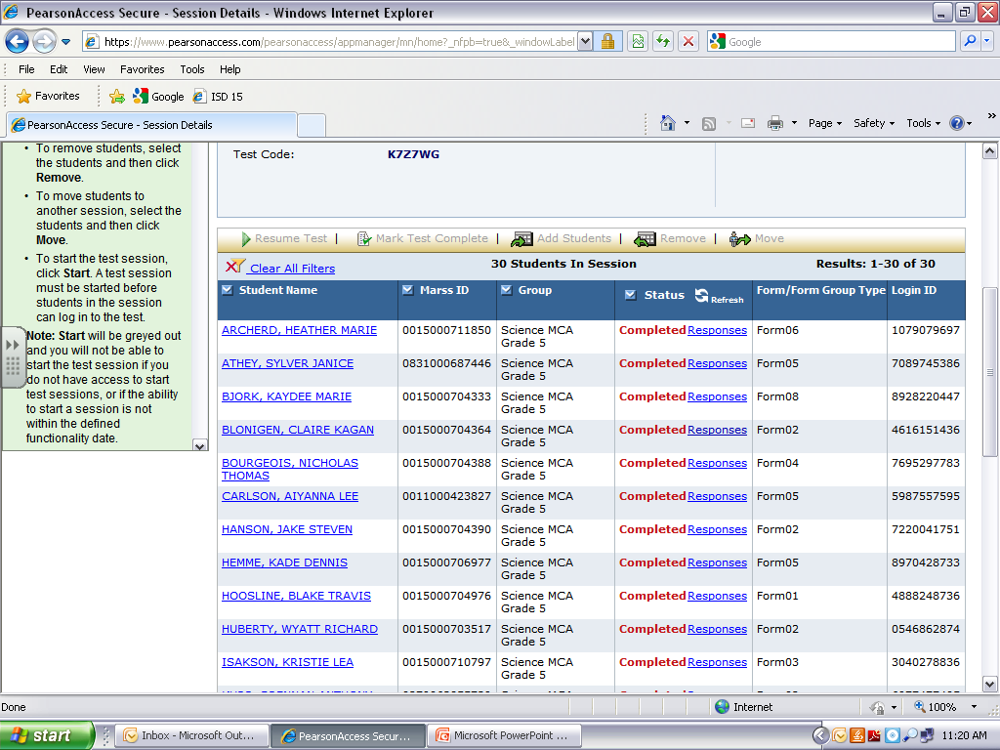 PearsonAccess Secure - Session Details - Windows Internet Explorer
https://www.pearsonaccess.com/pearsonaccess/appmanager/mn/home?_nfpb=true&_windowLabel
Google
File Edit View Favorites Tools Help
Favorites Google ISD 15
PearsonAccess Secure - Session Details
Page Safety Tools
• To remove students, select
the students and then click
Remove.
• To move students to
another session, select the
students and then click
Move.
• To start the test session,
click Start. A test session
must be started before
students in the session
can log in to the test.
Note: Start will be greyed out
and you will not be able to
start the test session if you
do not have access to start
test sessions, or if the ability
to start a session is not
within the defined
functionality date.
Test Code: K7Z7WG
Resume Test | Mark Test Complete | Add Students | Remove | Move
Clear All Filters 30 Students In Session Results: 1-30 of 30
Student Name Marss ID Group Status Refresh Form/Form Group Type Login ID
ARCHERD, HEATHER MARIE 0015000711850 Science MCA Completed Responses Form06 1079079697
Grade 5
ATHEY, SYLVER JANICE 0831000687446 Science MCA Completed Responses Form05 7089745386
Grade 5
BJORK, KAYDEE MARIE 0015000704333 Science MCA Completed Responses Form08 8928220447
Grade 5
BLONIGEN, CLAIRE KAGAN 0015000704364 Science MCA Completed Responses Form02 4616151436
Grade 5
BOURGEOIS, NICHOLAS 0015000704388 Science MCA Completed Responses Form04 7695297783
THOMAS Grade 5
CARLSON, AIYANNA LEE 0011000423827 Science MCA Completed Responses Form05 5987557595
Grade 5
HANSON, JAKE STEVEN 0015000704390 Science MCA Completed Responses Form02 7220041751
Grade 5
HEMME, KADE DENNIS 0015000706977 Science MCA Completed Responses Form05 8970428733
Grade 5
HOOSLINE, BLAKE TRAVIS 0015000704976 Science MCA Completed Responses Form01 4888248736
Grade 5
HUBERTY, WYATT RICHARD 0015000703517 Science MCA Completed Responses Form02 0546862874
Grade 5
ISAKSON, KRISTIE LEA 0015000710797 Science MCA Completed Responses Form03 3040278836
Grade 5
Done Internet 100%
start Inbox - Microsoft Out... PearsonAccess Secur... Microsoft PowerPoint ... 11:20 AM